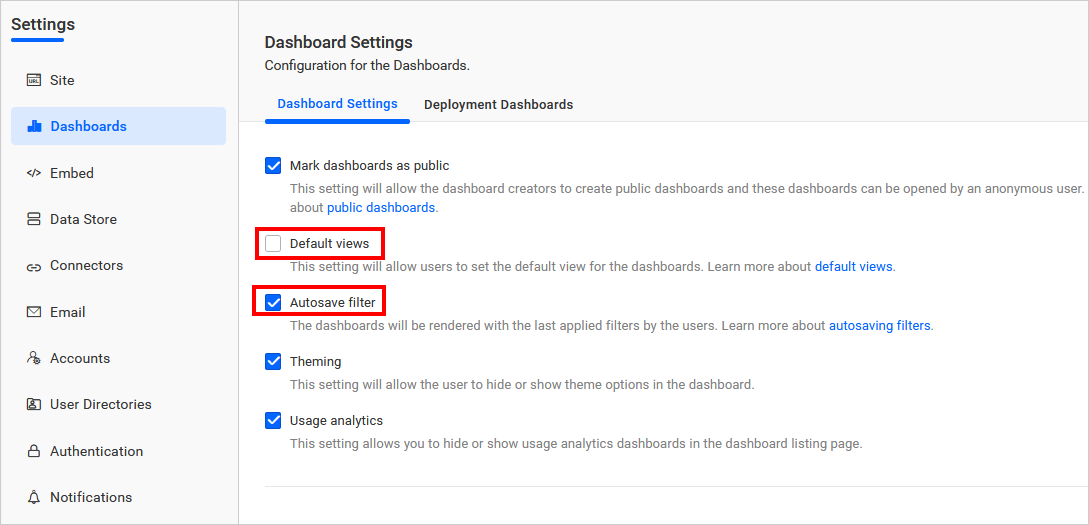 Settings
URL
Site
Dashboards
Embed
Data Store
Connectors
Email
Accounts
User Directories
Authentication
Notifications
Dashboard Settings
Configuration for the Dashboards.
Dashboard Settings
Deployment Dashboards
Mark dashboards as public
This setting will allow the dashboard creators to create public dashboards and these dashboards can be opened by an anonymous user.
about public dashboards.
Default views
This setting will allow users to set the default view for the dashboards. Learn more about default views.
Autosave filter
The dashboards will be rendered with the last applied filters by the users. Learn more about autosaving filters.
Theming
This setting will allow the user to hide or show theme options in the dashboard.
Usage analytics
This setting allows you to hide or show usage analytics dashboards in the dashboard listing page.